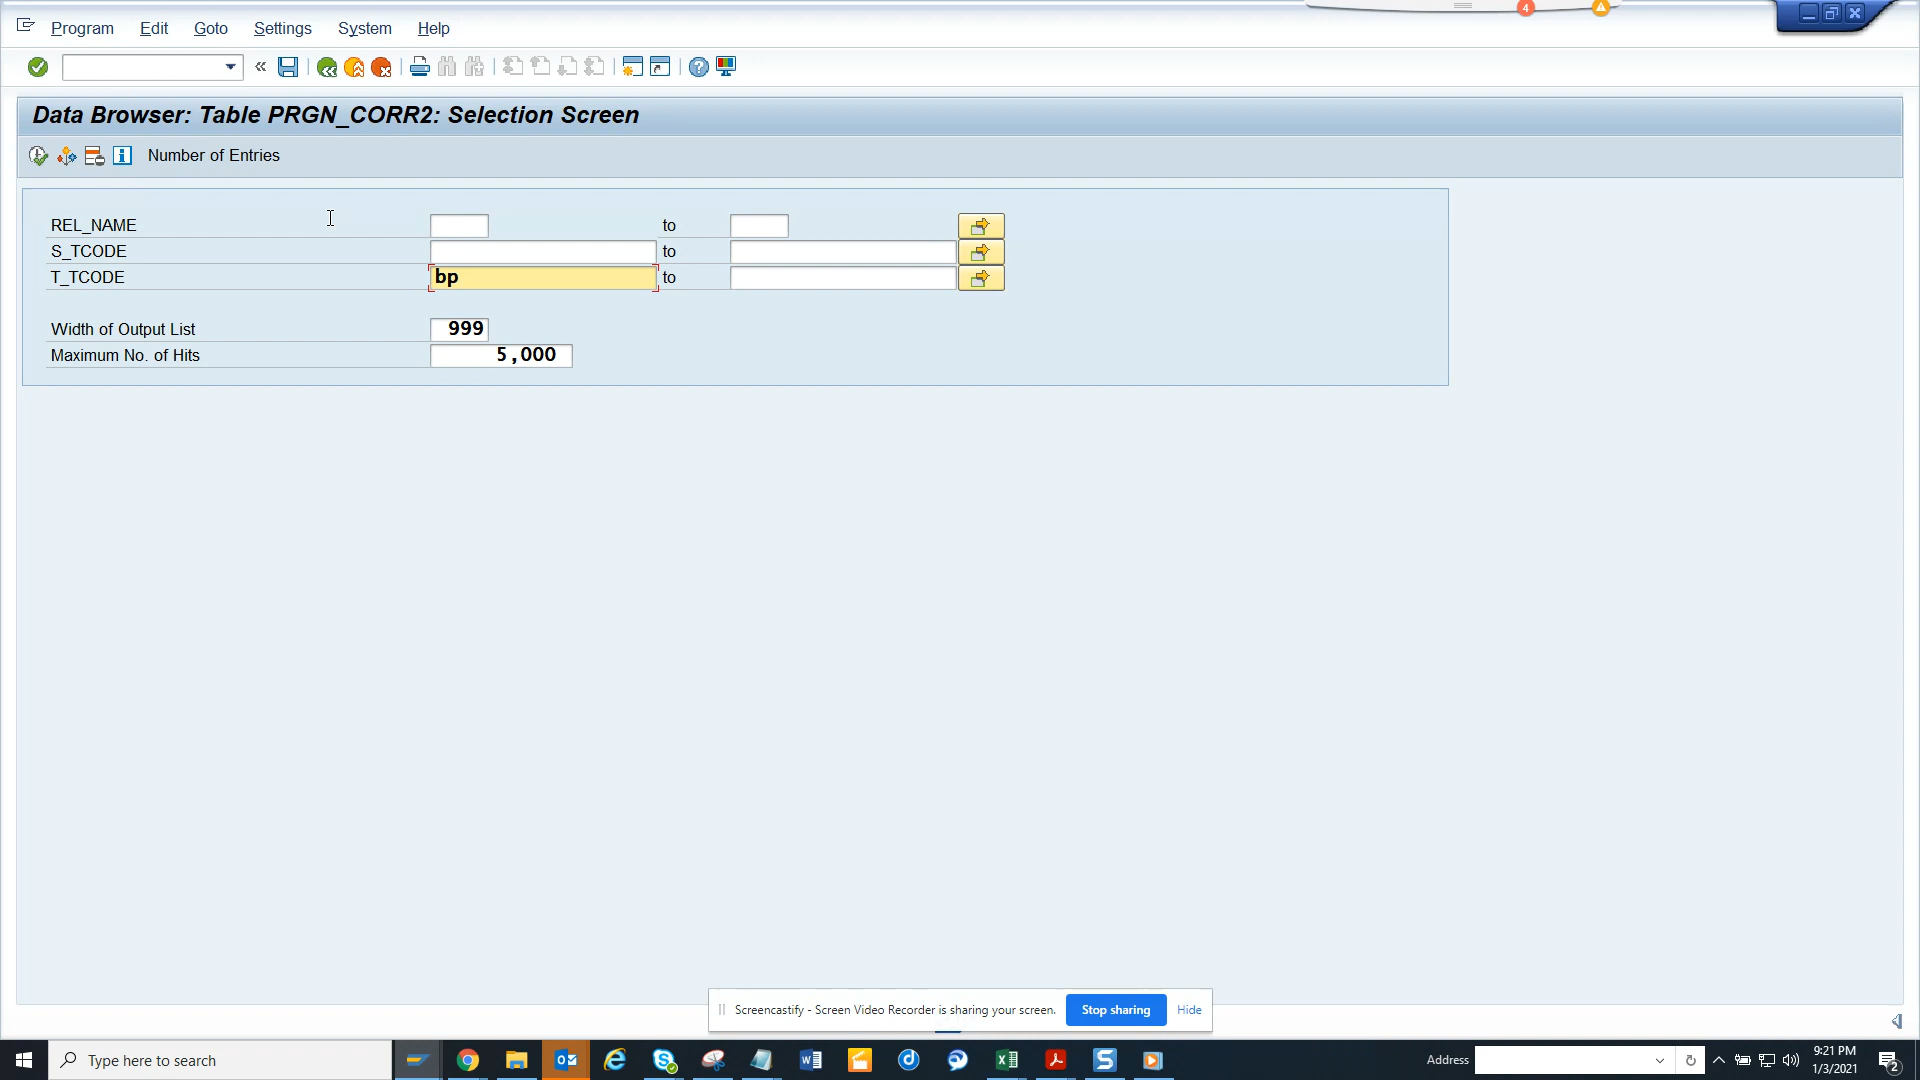 Program Edit Goto Settings System Help
4
Data Browser: Table PRGN_CORR2: Selection Screen
Number of Entries
REL_NAME to
S_TCODE to
T_TCODE bp to
Width of Output List 999
Maximum No. of Hits 5,000
Screencastify - Screen Video Recorder is sharing your screen. Stop sharing Hide
Type here to search
Address
9:21 PM
1/3/2021
2